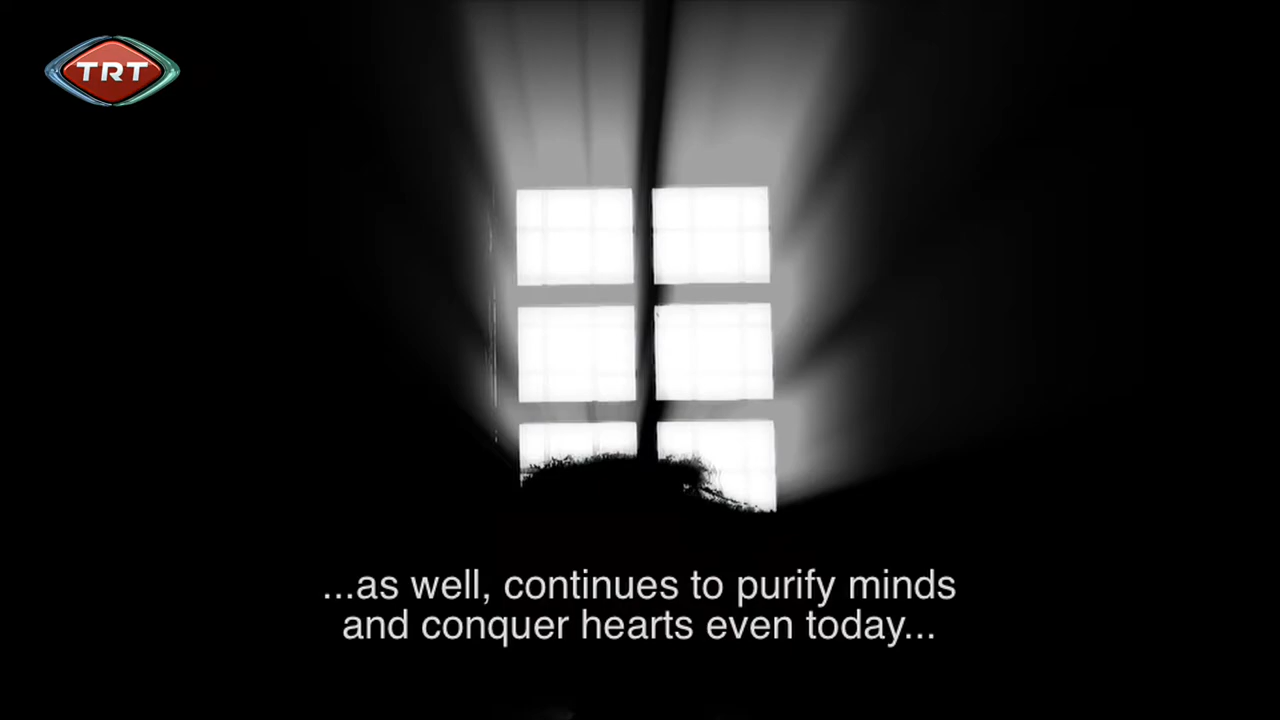 TRT
...as well, continues to purify minds
and conquer hearts even today...